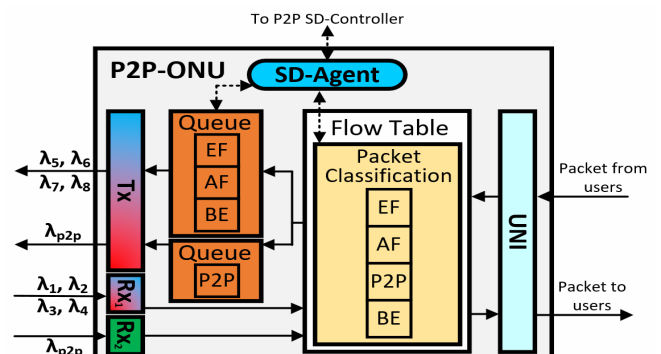 To P2P SD-Controller
P2P-ONU
SD-Agent
Queue
EF
AF
BE
Queue
P2P
Flow Table
Packet
Classification
EF
AF
P2P
BE
UNI
Packet from
users
Packet to
users
Tx
λ5, λ6
λ7, λ8
λp2p
Rx1
λ1, λ2
λ3, λ4
Rx2
λp2p